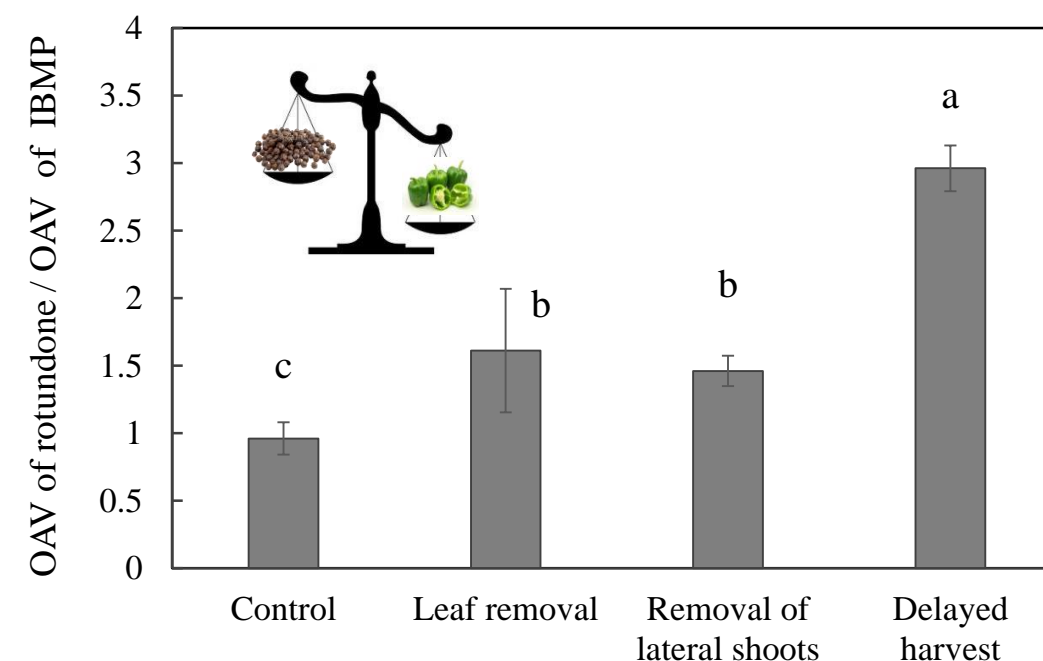 OAV of rotundone / OAV of IBMP
4
3.5
3
2.5
2
1.5
1
0.5
0
c
b
b
a
Control
Leaf removal
Removal of
lateral shoots
Delayed
harvest